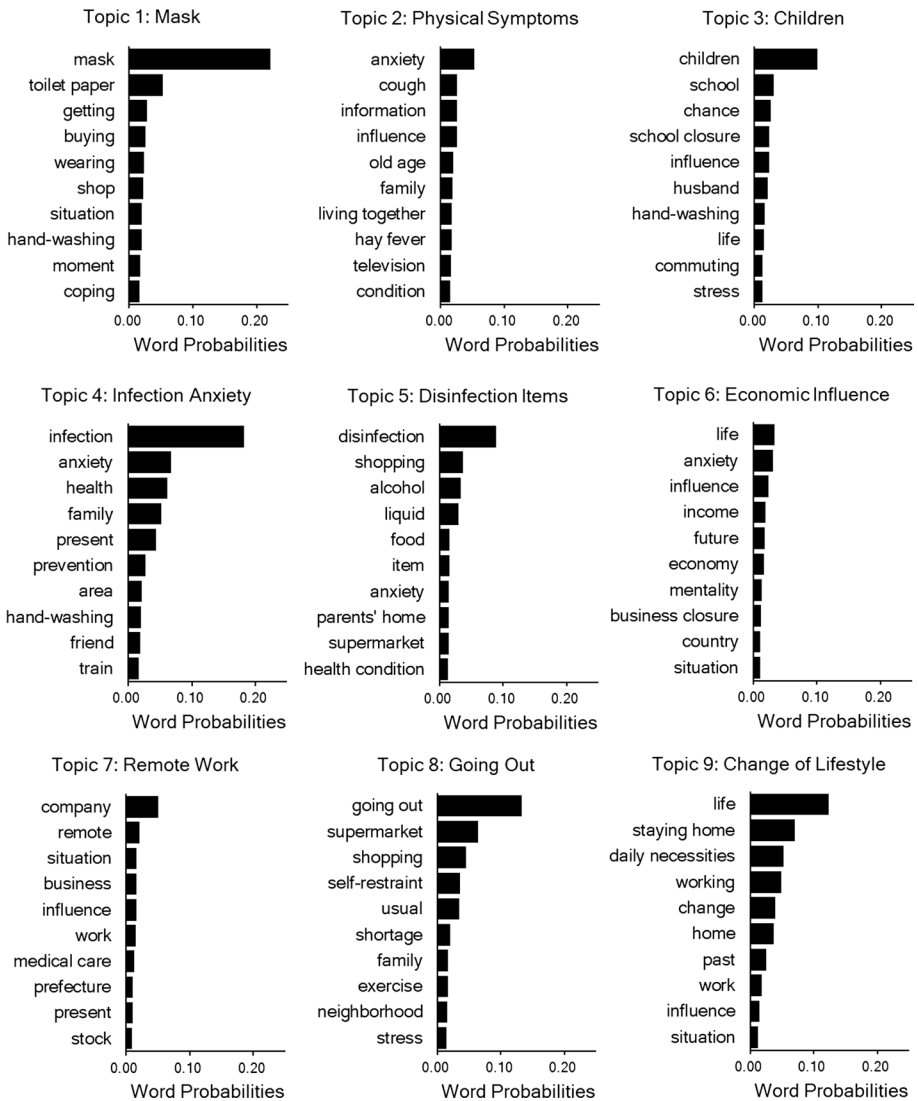 Topic 1: Mask
mask
toilet paper
getting
buying
wearing
shop
situation
hand-washing
moment
coping
0.00 0.10 0.20
Word Probabilities
Topic 2: Physical Symptoms
anxiety
cough
information
influence
old age
family
living together
hay fever
television
condition
0.00 0.10 0.20
Word Probabilities
Topic 3: Children
children
school
chance
school closure
influence
husband
hand-washing
life
commuting
stress
0.00 0.10 0.20
Word Probabilities
Topic 4: Infection Anxiety
infection
anxiety
health
family
present
prevention
area
hand-washing
friend
train
0.00 0.10 0.20
Word Probabilities
Topic 5: Disinfection Items
disinfection
shopping
alcohol
liquid
food
item
anxiety
parents' home
supermarket
health condition
0.00 0.10 0.20
Word Probabilities
Topic 6: Economic Influence
life
anxiety
influence
income
future
economy
mentality
business closure
country
situation
0.00 0.10 0.20
Word Probabilities
Topic 7: Remote Work
company
remote
situation
business
influence
work
medical care
prefecture
present
stock
0.00 0.10 0.20
Word Probabilities
Topic 8: Going Out
going out
supermarket
shopping
self-restraint
usual
shortage
family
exercise
neighborhood
stress
0.00 0.10 0.20
Word Probabilities
Topic 9: Change of Lifestyle
life
staying home
daily necessities
working
change
home
past
work
influence
situation
0.00 0.10 0.20
Word Probabilities